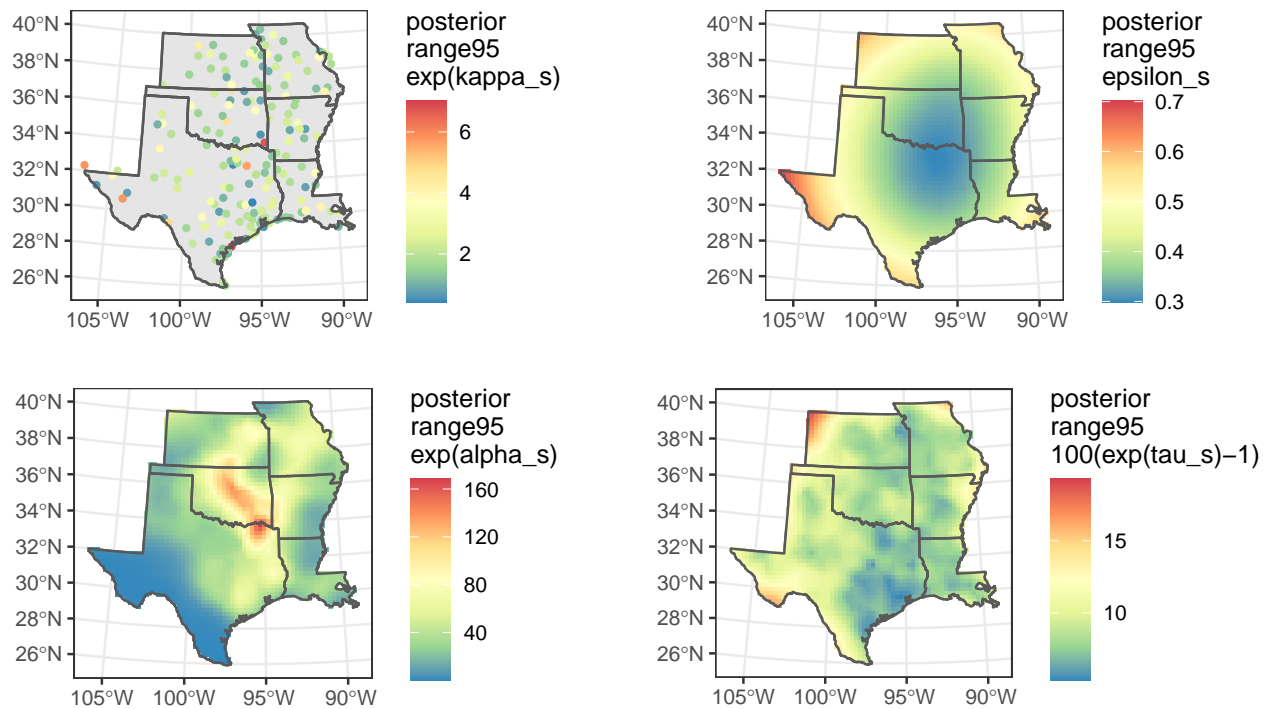 40°N
38°N
36°N
34°N
32°N
30°N
28°N
26°N
105°W 100°W 95°W 90°W
posterior
range95
exp(kappa_s)
6
4
2
40°N
38°N
36°N
34°N
32°N
30°N
28°N
26°N
105°W 100°W 95°W 90°W
posterior
range95
epsilon_s
0.7
0.6
0.5
0.4
0.3
40°N
38°N
36°N
34°N
32°N
30°N
28°N
26°N
105°W 100°W 95°W 90°W
posterior
range95
exp(alpha_s)
160
120
80
40
40°N
38°N
36°N
34°N
32°N
30°N
28°N
26°N
105°W 100°W 95°W 90°W
posterior
range95
100(exp(tau_s)−1)
15
10